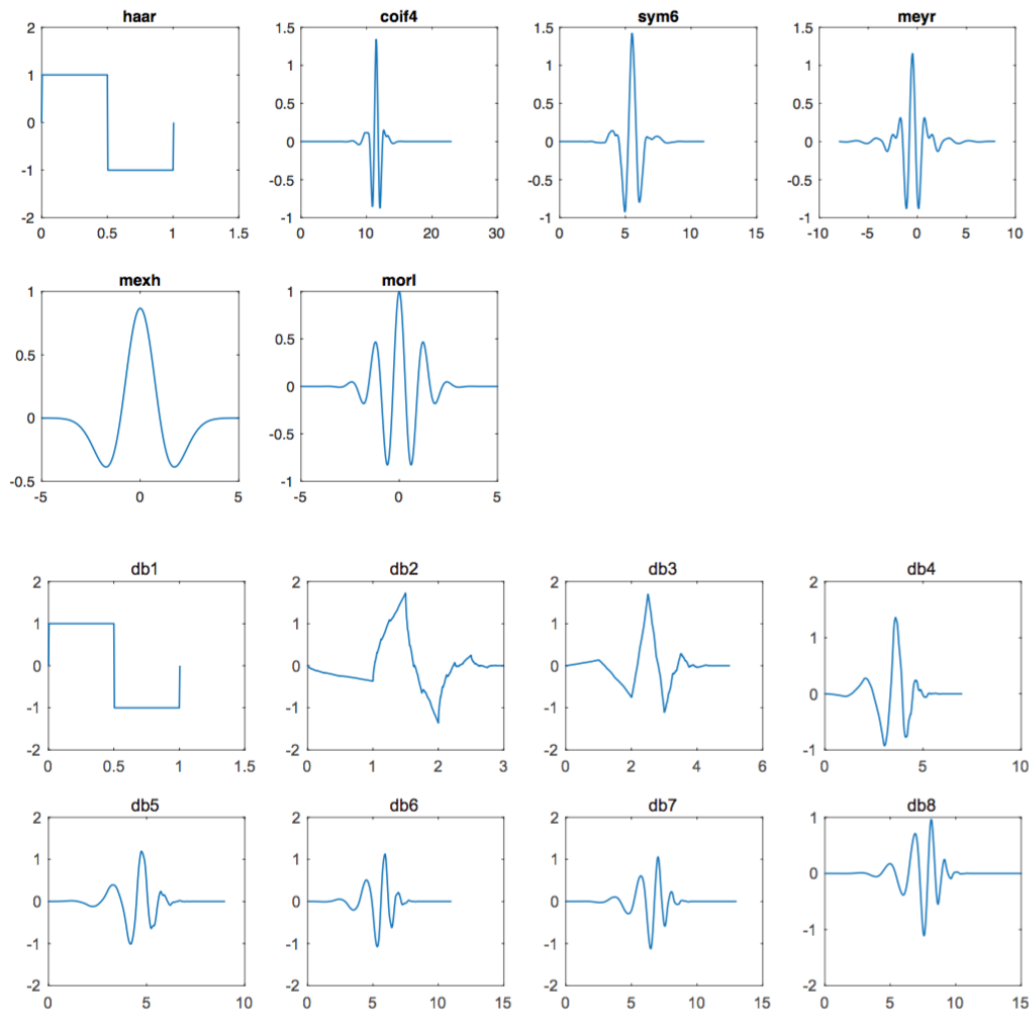 haar coif4 sym6 meyr
2 1.5 1.5 1.5
1 1 1 1
0.5 0.5 0.5
0 0 0 0
-1 -0.5 -0.5 -0.5
-2 -1 -1 -1
0 0.5 1 1.5 0 10 20 30 0 5 10 15 -10 -5 0 5 10
mexh morl
1 1
0.5 0.5
0 0
-0.5
-0.5 -1
-5 0 5 -5 0 5
db1 db2 db3 db4
2 2 2 2
1 1 1 1
0 0 0 0
-1 -1 -1
-2 -2 -2 -1
0 0.5 1 1.5 0 1 2 3 0 2 4 6 0 5 10
db5 db6 db7 db8
2 2 2 1
1 1 1
0 0 0 0
-1 -1 -1 -1
-2 -2 -2 -2
0 5 10 0 5 10 15 0 5 10 15 0 5 10 15